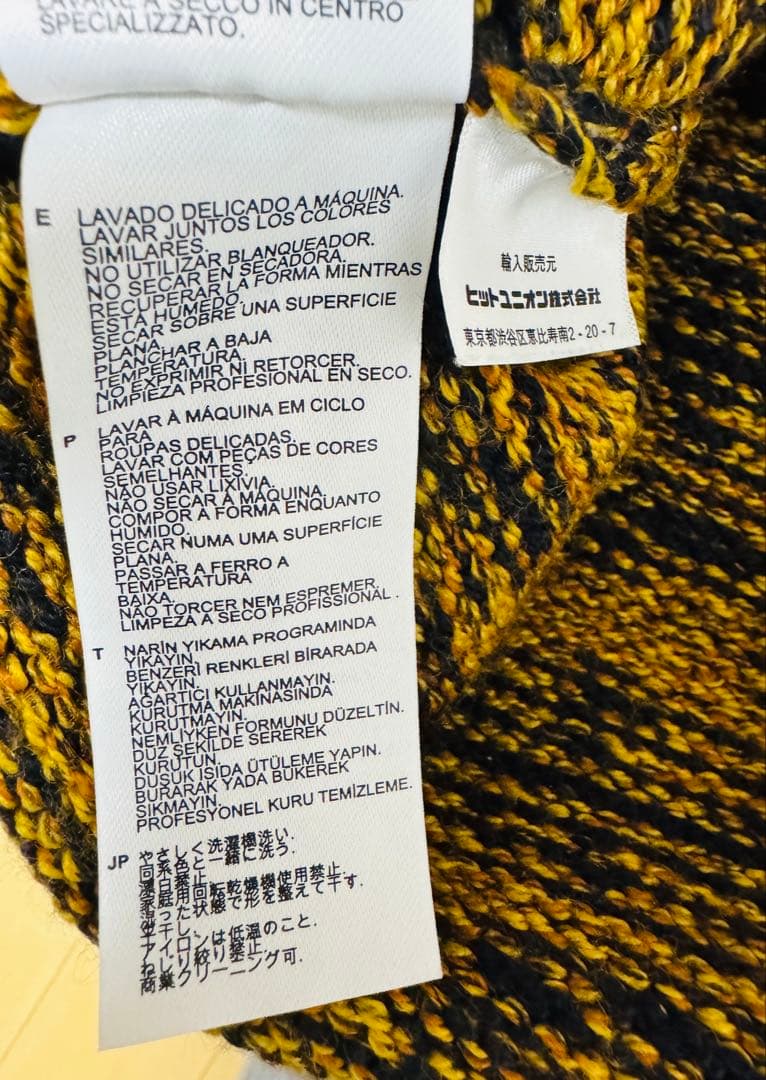 LAVARE A SECCO IN CENTRO
SPECIALIZZATO.
E LAVADO DELICADO A MÁQUINA.
LAVAR JUNTOS LOS COLORES
SIMILARES.
NO UTILIZAR BLANQUEADOR.
NO SECAR EN SECADORA.
RECUPERAR LA FORMA MIENTRAS
ESTÁ HÚMEDO.
SECAR SOBRE UNA SUPERFICIE
PLANA.
PLANCHAR A BAJA
TEMPERATURA.
NO EXPRIMIR NI RETORCER.
LIMPIEZA PROFESIONAL EN SECO.
P LAVAR À MÁQUINA EM CICLO
PARA
ROUPAS DELICADAS.
LAVAR COM PEÇAS DE CORES
SEMELHANTES.
NÃO USAR LIXÍVIA.
NÃO SECAR À MÁQUINA.
COMPOR A FORMA ENQUANTO
HÚMIDO.
SECAR NUMA UMA SUPERFÍCIE
PLANA.
PASSAR A FERRO A
TEMPERATURA
BAIXA.
NÃO TORCER NEM ESPREMER.
LIMPEZA A SECO PROFISSIONAL .
T NARİN YIKAMA PROGRAMINDA
YIKAYIN.
BENZERİ RENKLERİ BİRARADA
YIKAYIN.
AĞARTICI KULLANMAYIN.
KURUTMA MAKINASINDA
KURUTMAYIN.
NEMLİYKEN FORMUNU DÜZELTİN.
DÜZ ŞEKİLDE SEREREK
KURUTUN.
DÜŞÜK ISIDA ÜTÜLEME YAPIN.
BURARAK YADA BÜKEREK
SIKMAYIN.
PROFESYONEL KURU TEMİZLEME.
JP やさしく洗濯機洗い.
同系色と一緒に洗う.
漂白禁止.
家庭用回転乾燥機使用禁止.
湿った状態で形を整えて干す.
平干し.
アイロンは低温のこと.
ねじり絞り禁止.
商業クリーニング可.
輸入販売元
ヒットユニオン株式会社
東京都渋谷区恵比寿南2-20-7